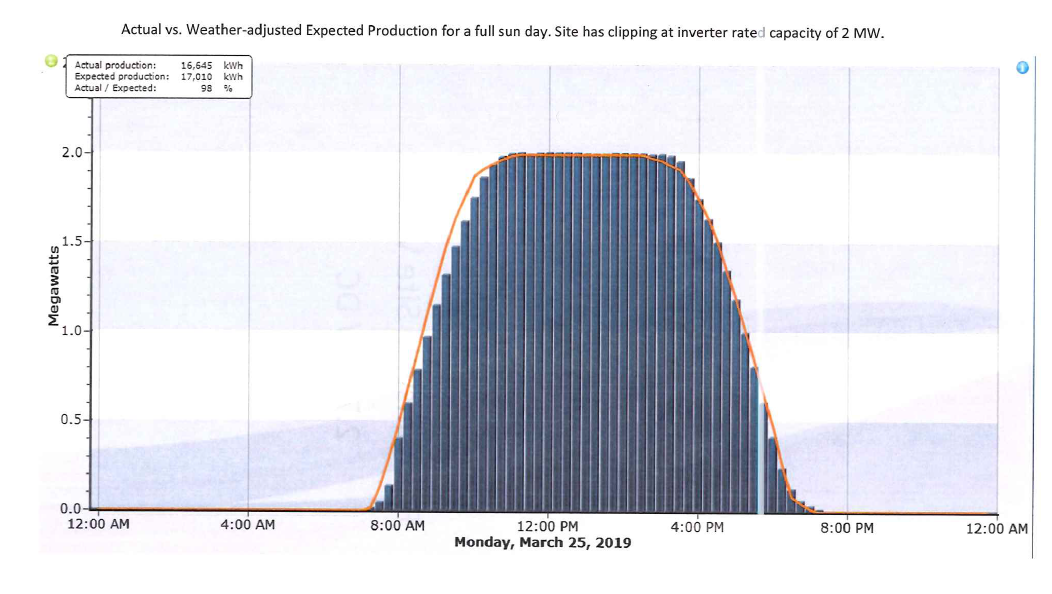 Actual vs. Weather-adjusted Expected Production for a full sun day. Site has clipping at inverter rated capacity of 2 MW.
Actual production: 16,645 kWh
Expected production: 17,010 kWh
Actual / Expected: 98 %
2.0
1.5
1.0
0.5
0.0
Megawatts
12:00 AM 4:00 AM 8:00 AM 12:00 PM 4:00 PM 8:00 PM 12:00 AM
Monday, March 25, 2019